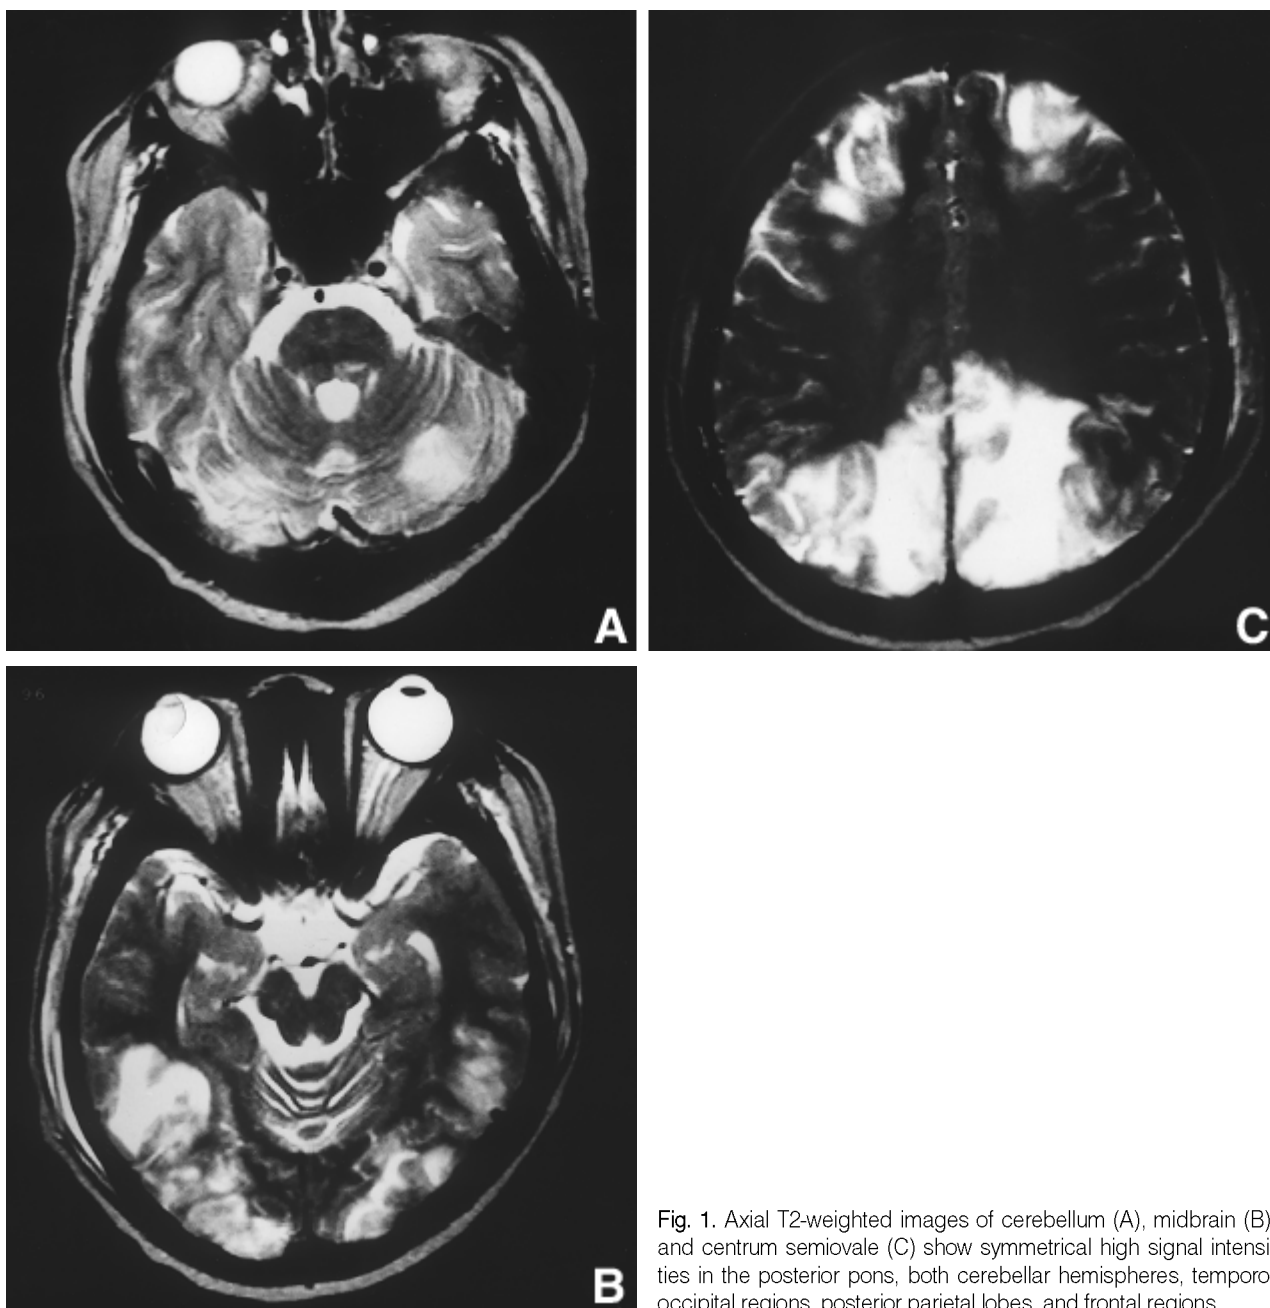 A
C
96
B
Fig. 1. Axial T2-weighted images of cerebellum (A), midbrain (B)
and centrum semiovale (C) show symmetrical high signal intensi
ties in the posterior pons, both cerebellar hemispheres, temporo
occipital regions, posterior parietal lobes, and frontal regions.